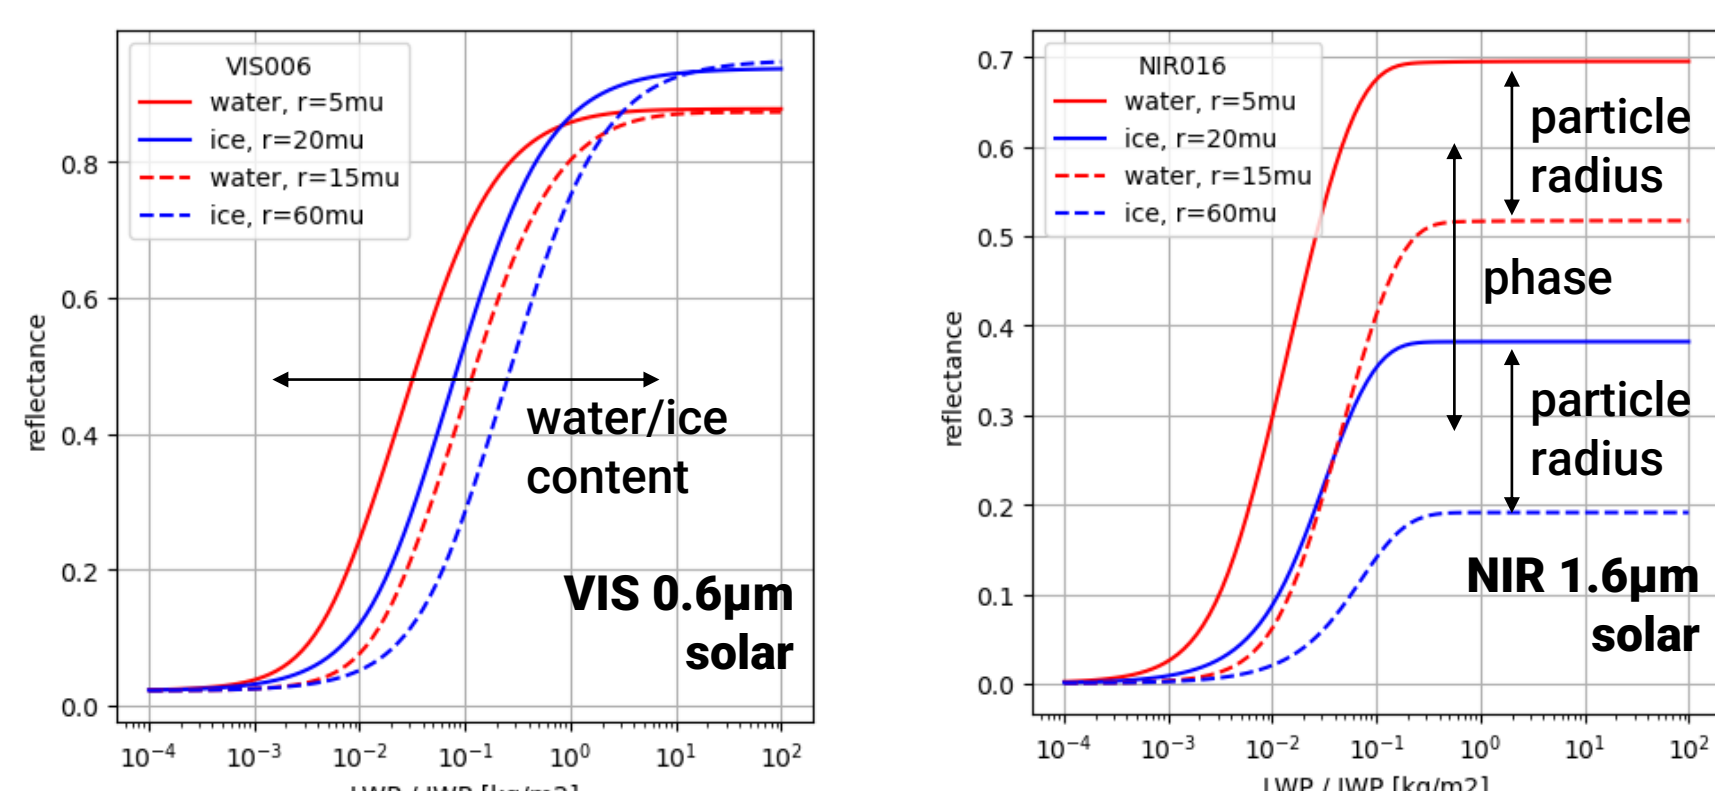 VIS006
water, r=5mu
ice, r=20mu
water, r=15mu
ice, r=60mu
reflectance
0.8
0.6
0.4
0.2
0.0
water/ice
content
VIS 0.6µm
solar
10⁻⁴ 10⁻³ 10⁻² 10⁻¹ 10⁰ 10¹ 10²
LWP / IWP [kg/m2]
NIR016
water, r=5mu
ice, r=20mu
water, r=15mu
ice, r=60mu
reflectance
0.7
0.6
0.5
0.4
0.3
0.2
0.1
0.0
particle
radius
phase
particle
radius
NIR 1.6µm
solar
10⁻⁴ 10⁻³ 10⁻² 10⁻¹ 10⁰ 10¹ 10²
LWP / IWP [kg/m2]